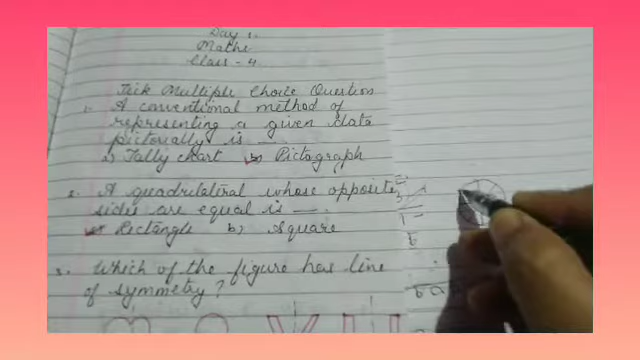 Day 1.
Maths
Class - 4
Tick Multiple Choice Question
1. A conventional method of
representing a given data
pictorially is __.
a) Tally chart b) Pictograph
2. A quadrilateral whose opposite
sides are equal is __.
a) Rectangle b) Square
3. Which of the figure has line
of symmetry?